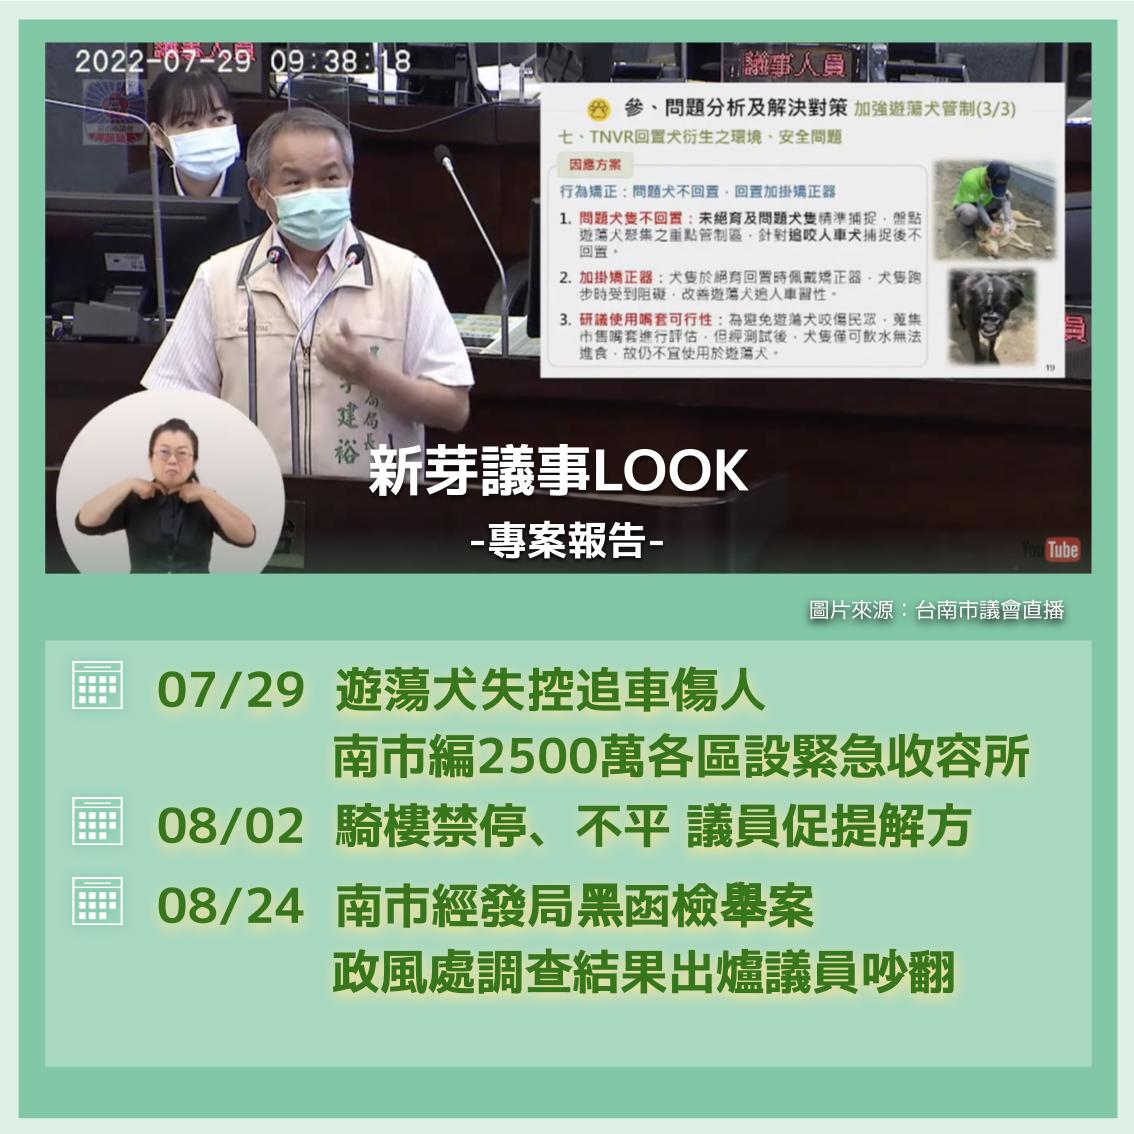 2022-07-29 09:38:18
參、問題分析及解決對策 加強遊蕩犬管制(3/3)
七、TNVR回置犬衍生之環境、安全問題
因應方案
行為矯正：問題犬不回置，回置加掛矯正器
1. 問題犬隻不回置：未絕育及問題犬隻精準捕捉，盤點
遊蕩犬聚集之重點管制區，針對追咬人車犬捕捉後不
回置。
2. 加掛矯正器：犬隻於絕育回置時佩戴矯正器，犬隻跑
步時受到阻礙，改善遊蕩犬追人車習性。
3. 研議使用嘴套可行性：為避免遊蕩犬咬傷民眾，蒐集
市售嘴套進行評估，但經測試後，犬隻僅可飲水無法
進食，故仍不宜使用於遊蕩犬。
19
局長
李建裕
新芽議事LOOK
-專案報告-
YouTube
圖片來源：台南市議會直播
07/29 遊蕩犬失控追車傷人
南市編2500萬各區設緊急收容所
08/02 騎樓禁停、不平 議員促提解方
08/24 南市經發局黑函檢舉案
政風處調查結果出爐議員吵翻